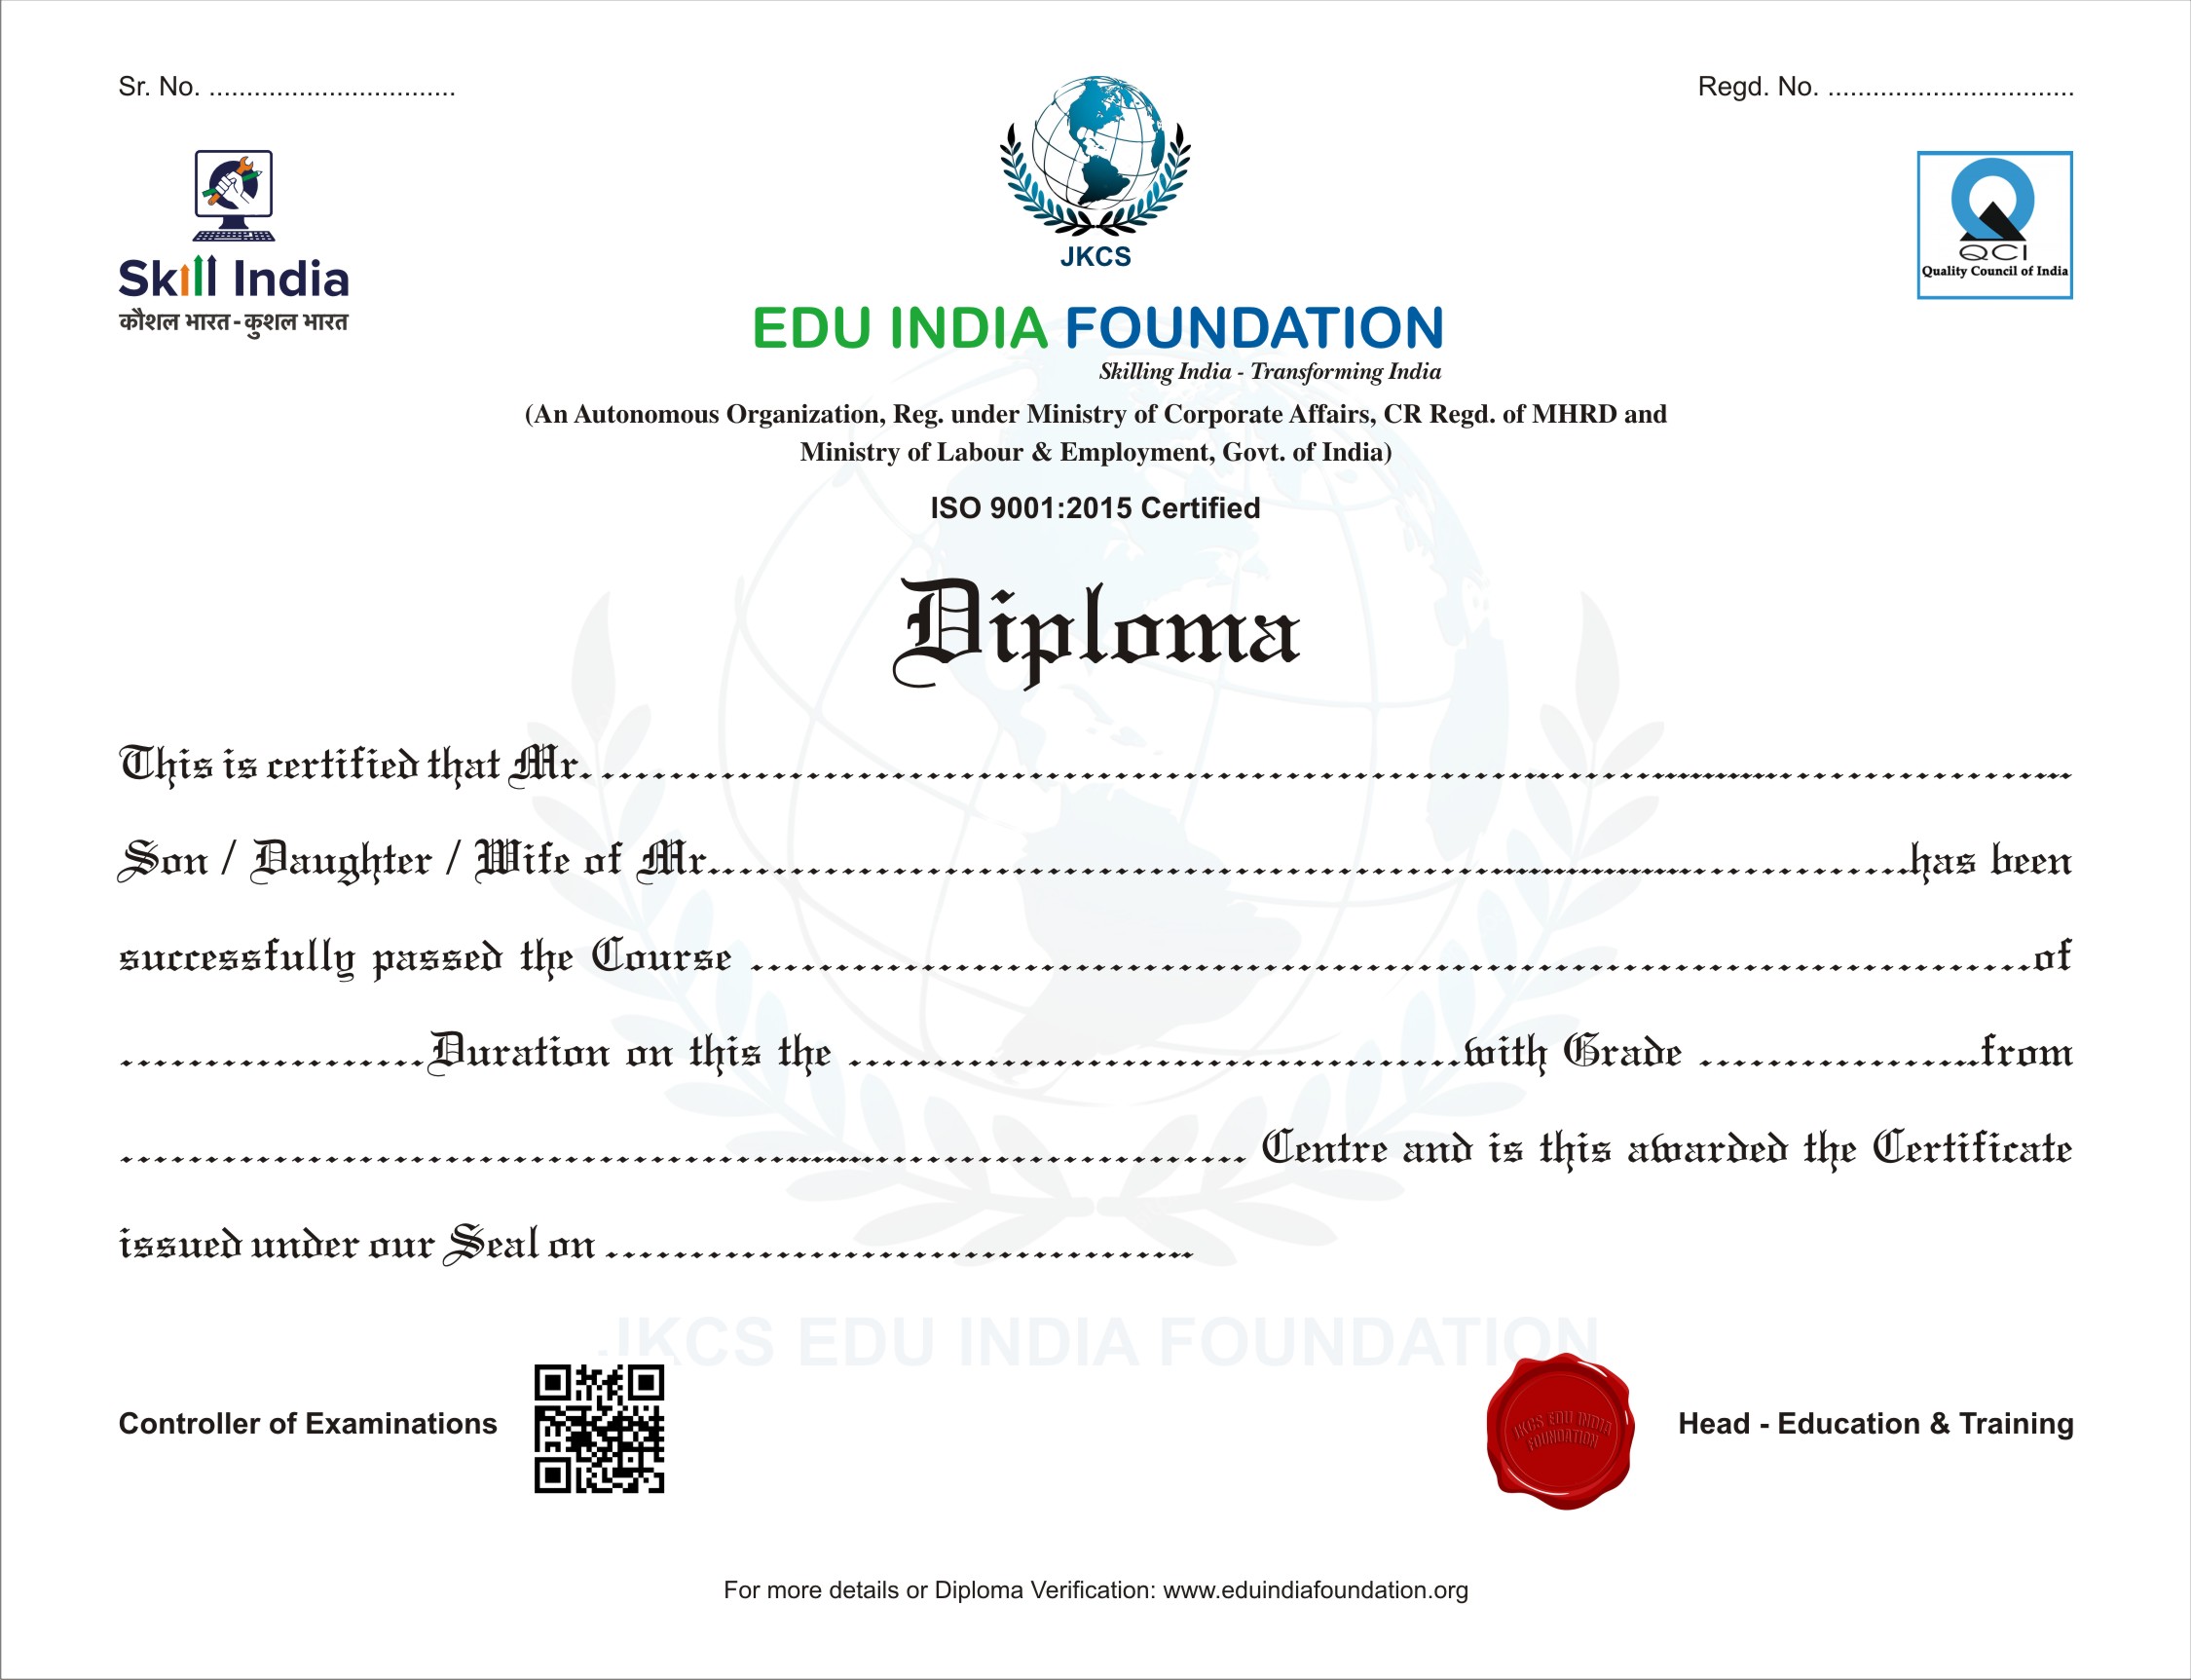 Sr. No. .................................
Regd. No. .................................
Skill India
कौशल भारत - कुशल भारत
JKCS
QCI
Quality Council of India
EDU INDIA FOUNDATION
Skilling India - Transforming India
(An Autonomous Organization, Reg. under Ministry of Corporate Affairs, CR Regd. of MHRD and
Ministry of Labour & Employment, Govt. of India)
ISO 9001:2015 Certified
Diploma
This is certified that Mr. ................................................................................
Son / Daughter / Wife of Mr. ................................................................ has been
successfully passed the Course ................................................................ of
.................. Duration on this the .................................... with Grade ................ from
................................................................ Centre and is this awarded the Certificate
issued under our Seal on ...................................
JKCS EDU INDIA FOUNDATION
Controller of Examinations
JKCS EDU INDIA
FOUNDATION
Head - Education & Training
For more details or Diploma Verification: www.eduindiafoundation.org